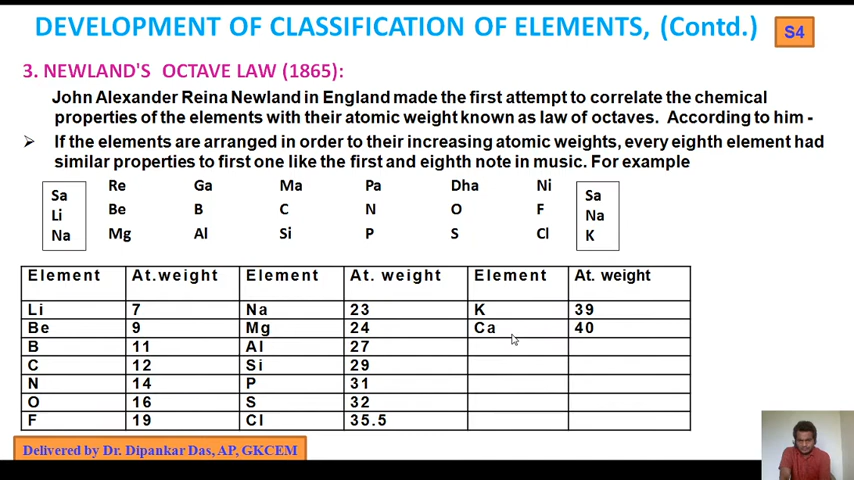 DEVELOPMENT OF CLASSIFICATION OF ELEMENTS, (Contd.)
S4
3. NEWLAND'S OCTAVE LAW (1865):
John Alexander Reina Newland in England made the first attempt to correlate the chemical
properties of the elements with their atomic weight known as law of octaves. According to him -
➢ If the elements are arranged in order to their increasing atomic weights, every eighth element had
similar properties to first one like the first and eighth note in music. For example
Sa Re Ga Ma Pa Dha Ni Sa
Li Be B C N O F Na
Na Mg Al Si P S Cl K
Element At.weight Element At. weight Element At. weight
Li 7 Na 23 K 39
Be 9 Mg 24 Ca 40
B 11 Al 27
C 12 Si 29
N 14 P 31
O 16 S 32
F 19 Cl 35.5
Delivered by Dr. Dipankar Das, AP, GKCEM